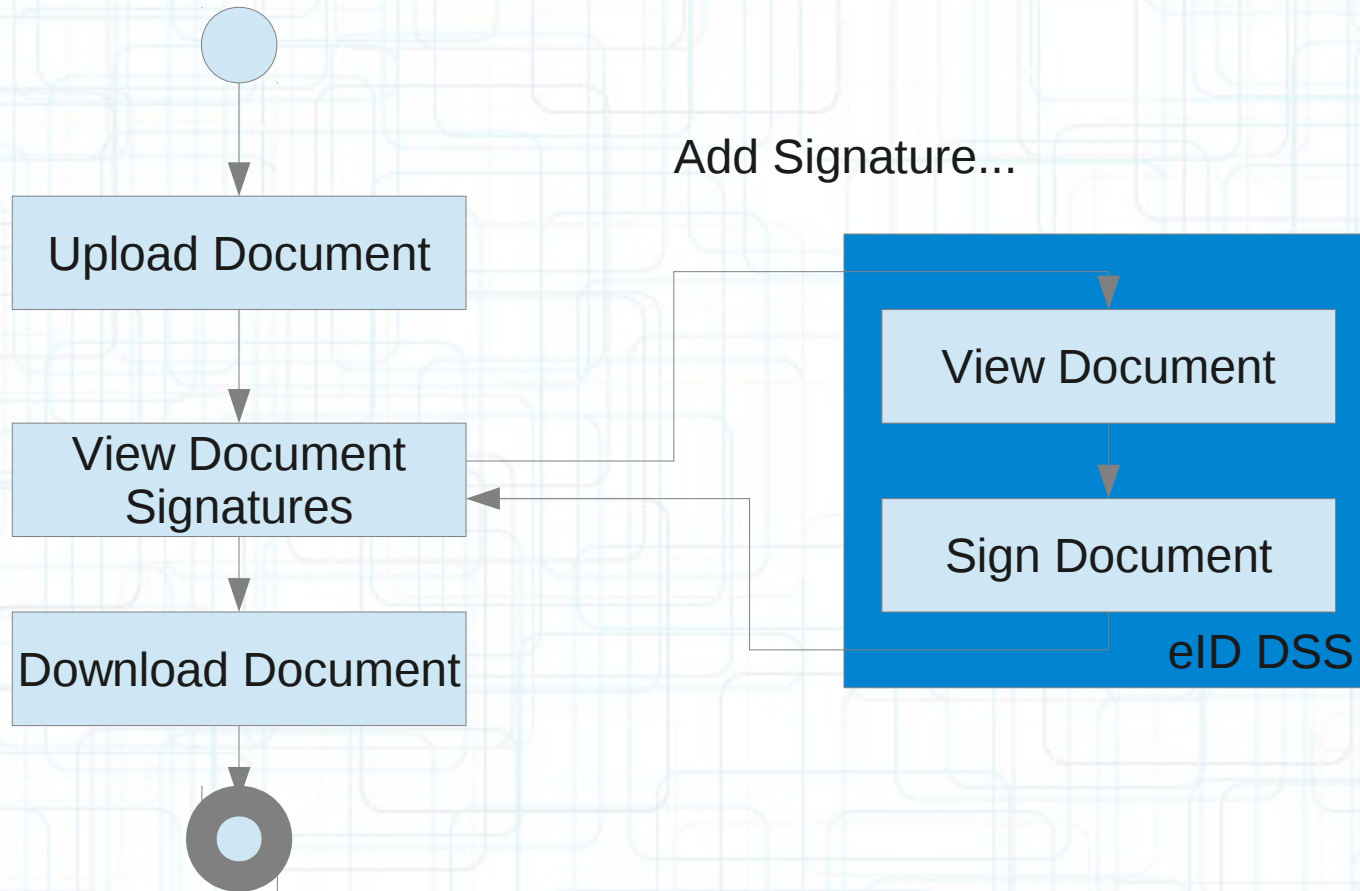 Add Signature...
Upload Document
View Document
View Document
Signatures
Sign Document
eID DSS
Download Document